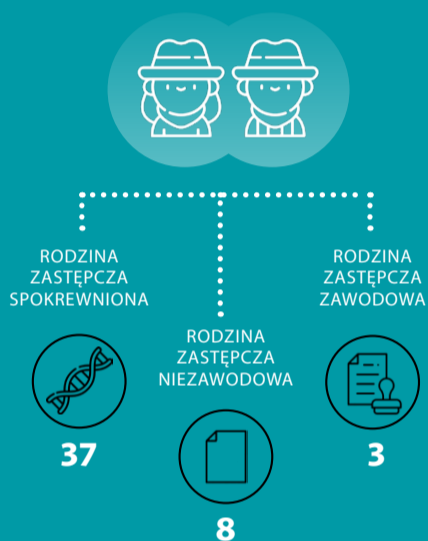 RODZINA
ZASTĘPCZA
SPOKREWNIONA
37
RODZINA
ZASTĘPCZA
NIEZAWODOWA
8
RODZINA
ZASTĘPCZA
ZAWODOWA
3